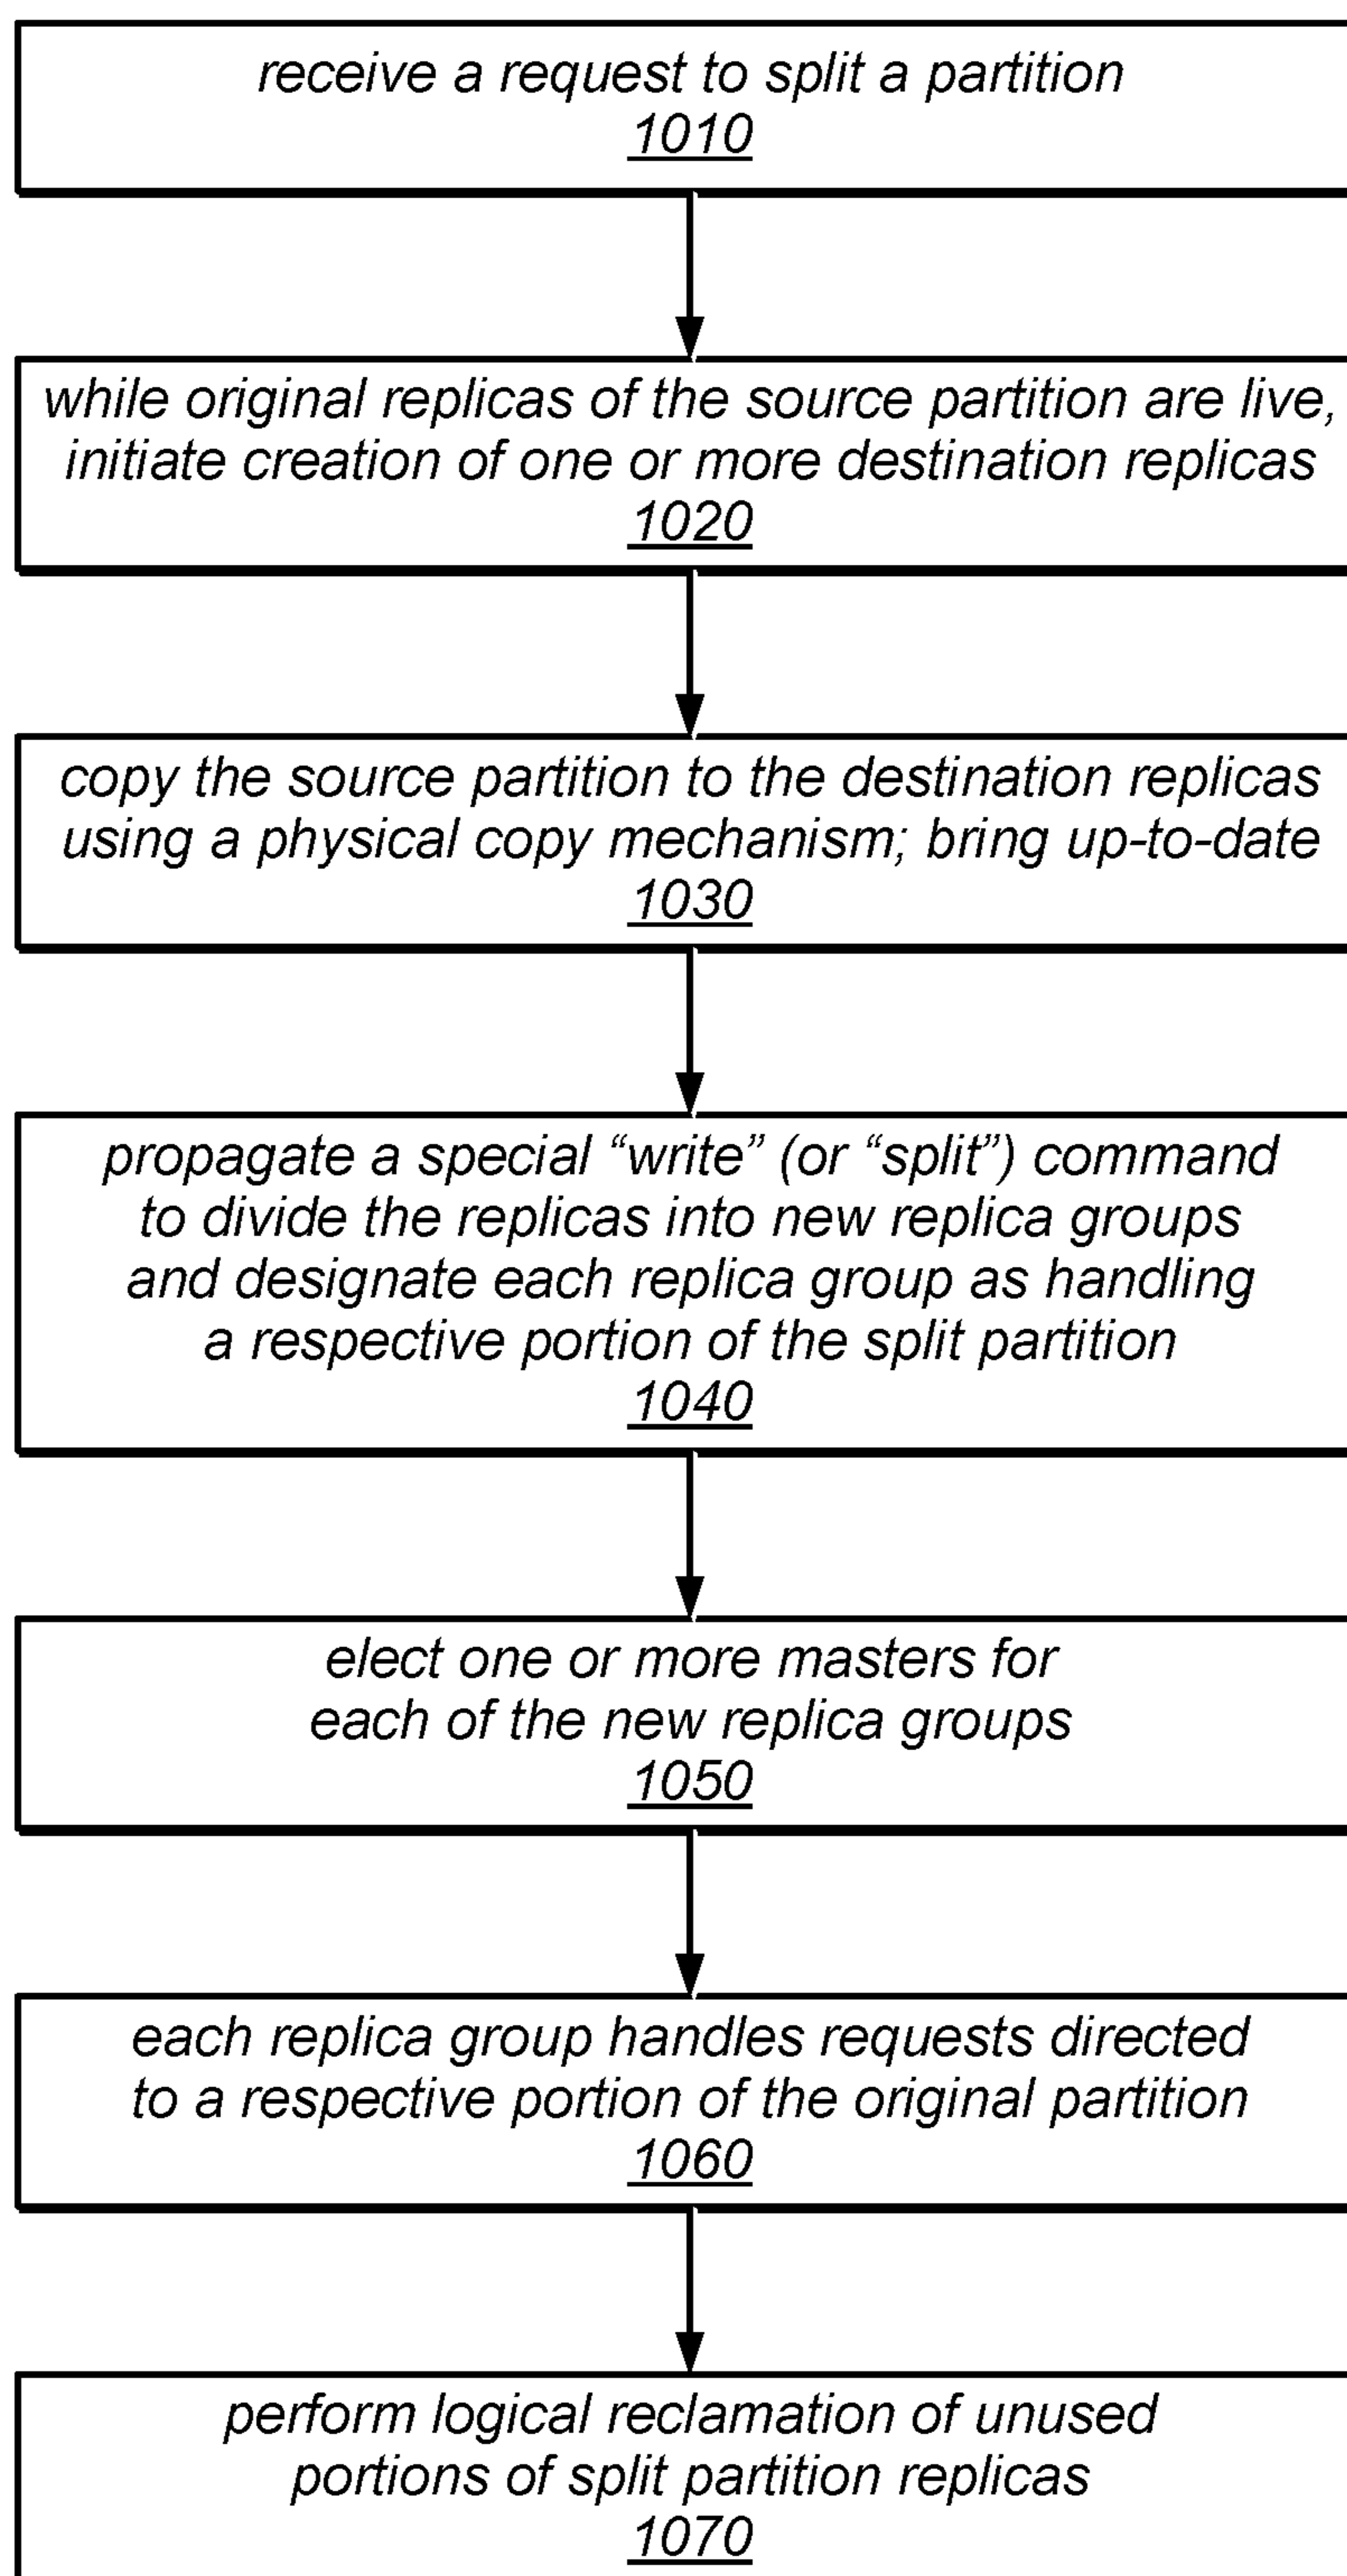 receive a request to split a partition
1010
while original replicas of the source partition are live,
initiate creation of one or more destination replicas
1020
copy the source partition to the destination replicas
using a physical copy mechanism; bring up-to-date
1030
propagate a special “write” (or “split”) command
to divide the replicas into new replica groups
and designate each replica group as handling
a respective portion of the split partition
1040
elect one or more masters for
each of the new replica groups
1050
each replica group handles requests directed
to a respective portion of the original partition
1060
perform logical reclamation of unused
portions of split partition replicas
1070